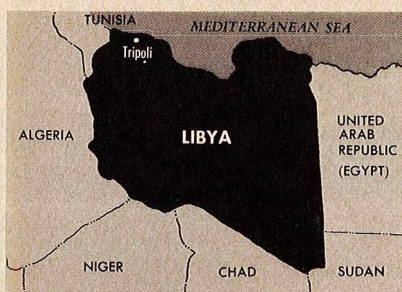 TUNISIA
MEDITERRANEAN SEA
Tripoli
ALGERIA
LIBYA
UNITED
ARAB
REPUBLIC
(EGYPT)
NIGER
CHAD
SUDAN